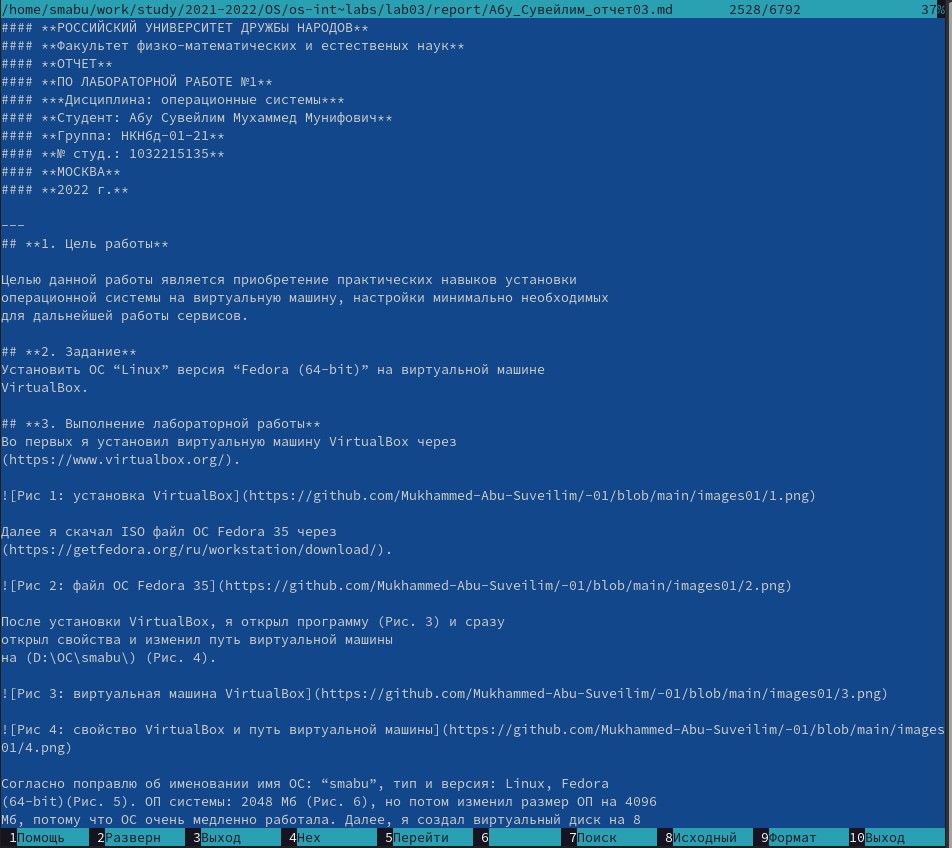 /home/smabu/work/study/2021-2022/OS/os-int~labs/lab03/report/Абу_Сувейлим_отчет03.md 2528/6792 37%
#### **РОССИЙСКИЙ УНИВЕРСИТЕТ ДРУЖБЫ НАРОДОВ**
#### **Факультет физко-математических и естественых наук**
#### **ОТЧЕТ**
#### **ПО ЛАБОРАТОРНОЙ РАБОТЕ №1**
#### ***Дисциплина: операционные системы***
#### **Студент: Абу Сувейлим Мухаммед Мунифович**
#### **Группа: НКНбд-01-21**
#### **№ студ.: 1032215135**
#### **МОСКВА**
#### **2022 г.**
---
## **1. Цель работы**
Целью данной работы является приобретение практических навыков установки
операционной системы на виртуальную машину, настройки минимально необходимых
для дальнейшей работы сервисов.
## **2. Задание**
Установить ОС “Linux” версия “Fedora (64-bit)” на виртуальной машине
VirtualBox.
## **3. Выполнение лабораторной работы**
Во первых я установил виртуальную машину VirtualBox через
(https://www.virtualbox.org/).
![Рис 1: установка VirtualBox](https://github.com/Mukhammed-Abu-Suveilim/-01/blob/main/images01/1.png)
Далее я скачал ISO файл ОС Fedora 35 через
(https://getfedora.org/ru/workstation/download/).
![Рис 2: файл ОС Fedora 35](https://github.com/Mukhammed-Abu-Suveilim/-01/blob/main/images01/2.png)
После установки VirtualBox, я открыл программу (Рис. 3) и сразу
открыл свойства и изменил путь виртуальной машины
на (D:\ОС\smabu\) (Рис. 4).
![Рис 3: виртуальная машина VirtualBox](https://github.com/Mukhammed-Abu-Suveilim/-01/blob/main/images01/3.png)
![Рис 4: свойство VirtualBox и путь виртуальной машины](https://github.com/Mukhammed-Abu-Suveilim/-01/blob/main/images
01/4.png)
Согласно поправлю об именовании имя ОС: “smabu”, тип и версия: Linux, Fedora
(64-bit)(Рис. 5). ОП системы: 2048 Мб (Рис. 6), но потом изменил размер ОП на 4096
Мб, потому что ОС очень медленно работала. Далее, я создал виртуальный диск на 8
1Помощь 2Разверн 3Выход 4Hex 5Перейти 6 7Поиск 8Исходный 9Формат 10Выход